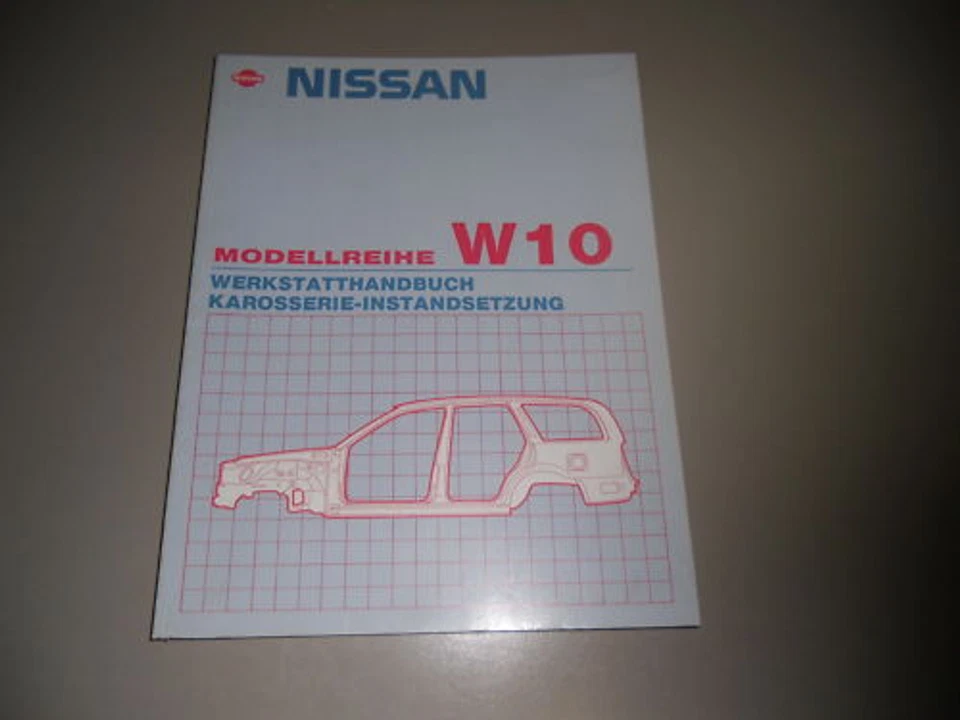 NISSAN
MODELLREIHE W10
WERKSTATTHANDBUCH
KAROSSERIE-INSTANDSETZUNG